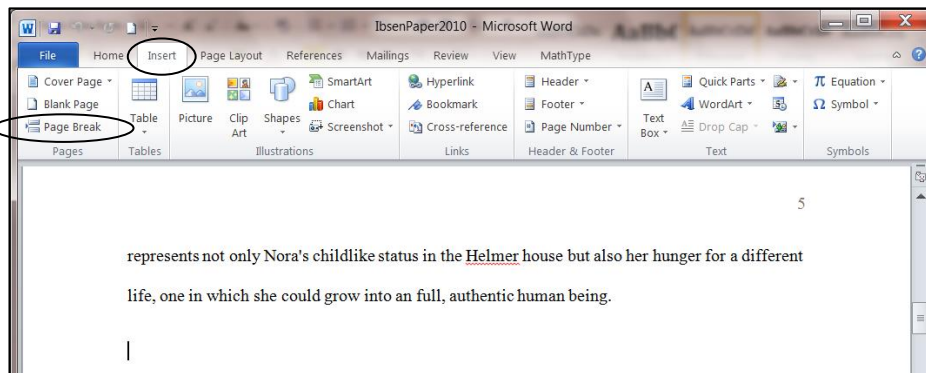 IbsenPaper2010 - Microsoft Word
File Home Insert Page Layout References Mailings Review View MathType
Cover Page
Blank Page
Page Break
Pages
Table
Tables
Picture
Clip Art
Shapes
SmartArt
Chart
Screenshot
Illustrations
Hyperlink
Bookmark
Cross-reference
Links
Header
Footer
Page Number
Header & Footer
Text Box
Quick Parts
WordArt
Drop Cap
Text
π Equation
Ω Symbol
Symbols
5
represents not only Nora's childlike status in the Helmer house but also her hunger for a different
life, one in which she could grow into an full, authentic human being.